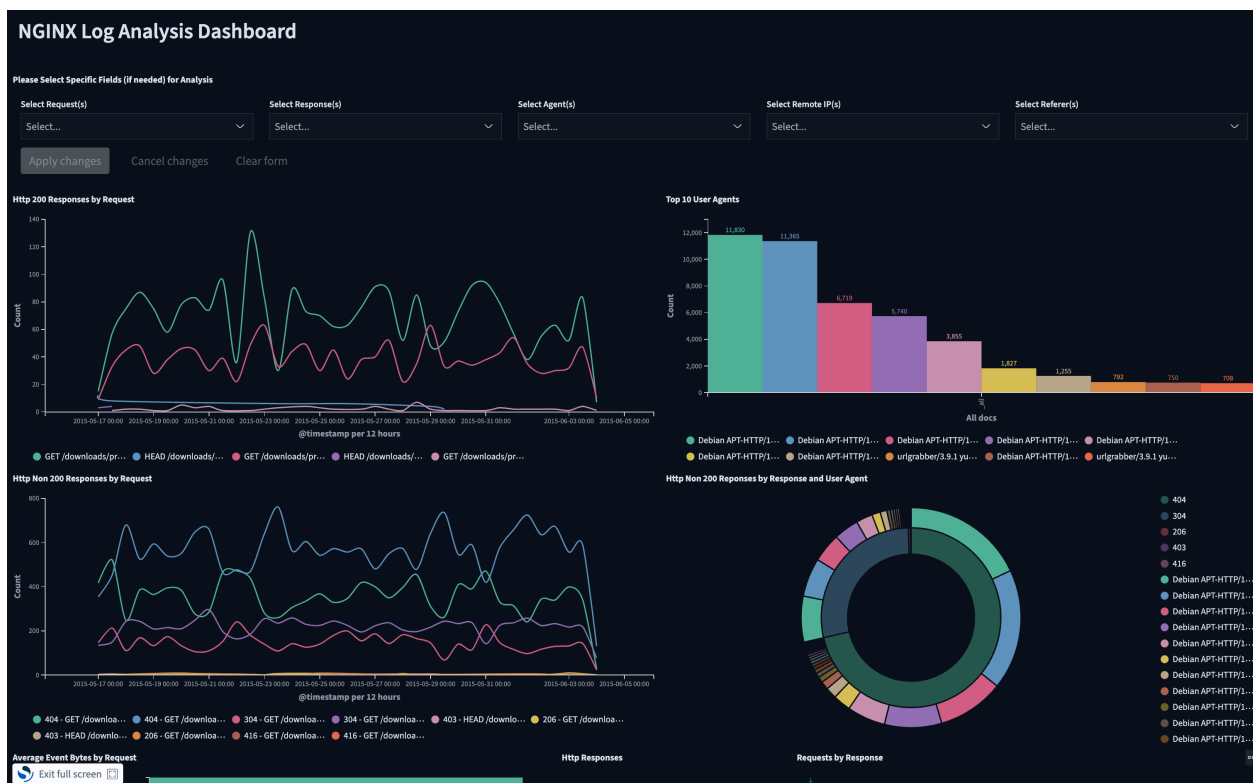 NGINX Log Analysis Dashboard
Please Select Specific Fields (if needed) for Analysis
Select Request(s) Select Response(s) Select Agent(s) Select Remote IP(s) Select Referer(s)
Select... Select... Select... Select... Select...
Apply changes Cancel changes Clear form
Http 200 Responses by Request
140
120
100
80
60
40
20
0
Count
2015-05-17 00:00 2015-05-19 00:00 2015-05-21 00:00 2015-05-23 00:00 2015-05-25 00:00 2015-05-27 00:00 2015-05-29 00:00 2015-05-31 00:00 2015-06-03 00:00 2015-06-05 00:00
@timestamp per 12 hours
GET /downloads/pr... HEAD /downloads/... GET /downloads/pr... HEAD /downloads/... GET /downloads/pr...
Top 10 User Agents
12,000
10,000
8,000
6,000
4,000
2,000
0
Count
11,830 11,365 6,719 5,740 3,855 1,827 1,255 792 750 708
_all
All docs
Debian APT-HTTP/1... Debian APT-HTTP/1... Debian APT-HTTP/1... Debian APT-HTTP/1... Debian APT-HTTP/1...
Debian APT-HTTP/1... Debian APT-HTTP/1... urlgrabber/3.9.1 yu... Debian APT-HTTP/1... urlgrabber/3.9.1 yu...
Http Non 200 Responses by Request
800
600
400
200
0
Count
2015-05-17 00:00 2015-05-19 00:00 2015-05-21 00:00 2015-05-23 00:00 2015-05-25 00:00 2015-05-27 00:00 2015-05-29 00:00 2015-05-31 00:00 2015-06-03 00:00 2015-06-05 00:00
@timestamp per 12 hours
404 - GET /downloa... 404 - GET /downloa... 304 - GET /downloa... 304 - GET /downloa... 403 - HEAD /downlo... 206 - GET /downloa...
403 - HEAD /downlo... 206 - GET /downloa... 416 - GET /downloa... 416 - GET /downloa...
Http Non 200 Reponses by Response and User Agent
404
304
206
403
416
Debian APT-HTTP/1...
Debian APT-HTTP/1...
Debian APT-HTTP/1...
Debian APT-HTTP/1...
Debian APT-HTTP/1...
Debian APT-HTTP/1...
Debian APT-HTTP/1...
Debian APT-HTTP/1...
Debian APT-HTTP/1...
Debian APT-HTTP/1...
Debian APT-HTTP/1...
Debian APT-HTTP/1...
Average Event Bytes by Request Http Responses Requests by Response
Exit full screen